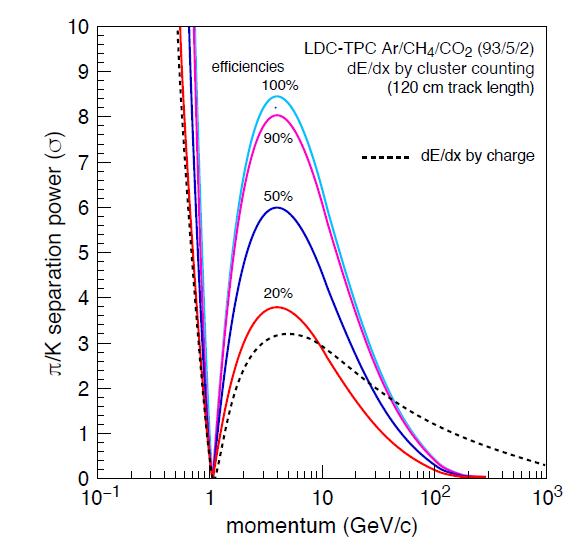 LDC-TPC Ar/CH4/CO2 (93/5/2)
dE/dx by cluster counting
(120 cm track length)
efficiencies
100%
90%
50%
20%
dE/dx by charge
π/K separation power (σ)
10
9
8
7
6
5
4
3
2
1
0
10⁻¹
1
10
10²
10³
momentum (GeV/c)